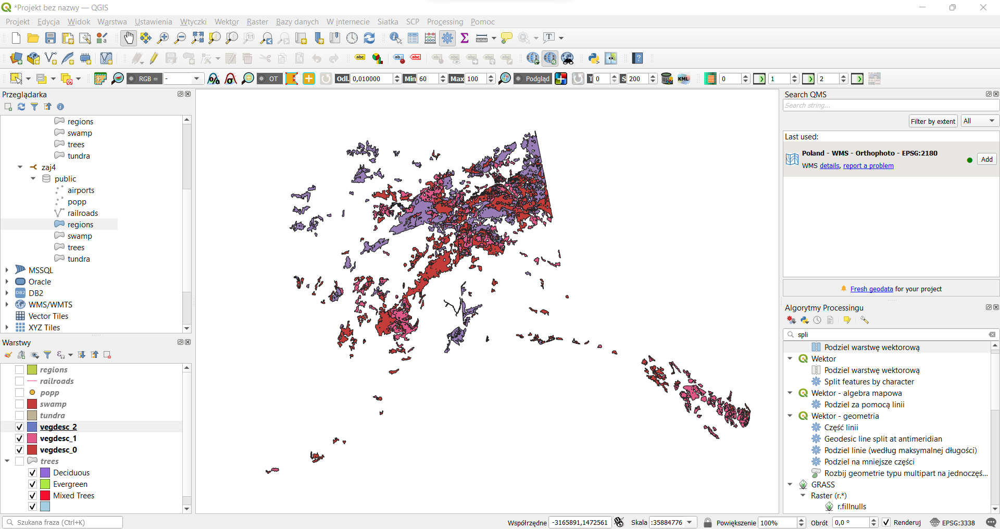 *Projekt bez nazwy — QGIS
Projekt Edycja Widok Warstwa Ustawienia Wtyczki Wektor Raster Bazy danych W internecie Siatka SCP Processing Pomoc
RGB = - OT Odl. 0,010000 Min 60 Max 100 Podgląd T 0 S 200 KML 0 1 2
Przeglądarka
regions
swamp
trees
tundra
zaj4
public
airports
popp
railroads
regions
swamp
trees
tundra
MSSQL
Oracle
DB2
WMS/WMTS
Vector Tiles
XYZ Tiles
Warstwy
regions
railroads
popp
swamp
tundra
vegdesc_2
vegdesc_1
vegdesc_0
trees
Deciduous
Evergreen
Mixed Trees
Search QMS
Search string...
Filter by extent All
Last used:
Poland - WMS - Orthophoto - EPSG:2180
WMS details, report a problem
Add
Fresh geodata for your project
Algorytmy Processingu
spli
Podziel warstwę wektorową
Wektor
Podziel warstwę wektorową
Split features by character
Wektor - algebra mapowa
Podziel za pomocą linii
Wektor - geometria
Część linii
Geodesic line split at antimeridian
Podziel linie (według maksymalnej długości)
Podziel na mniejsze części
Rozbij geometrie typu multipart na jednoczęś...
GRASS
Raster (r.*)
r.fillnulls
Szukana fraza (Ctrl+K)
Współrzędne -3165891,1472561 Skala :35884776 Powiększenie 100% Obrót 0,0 ° Renderuj EPSG:3338